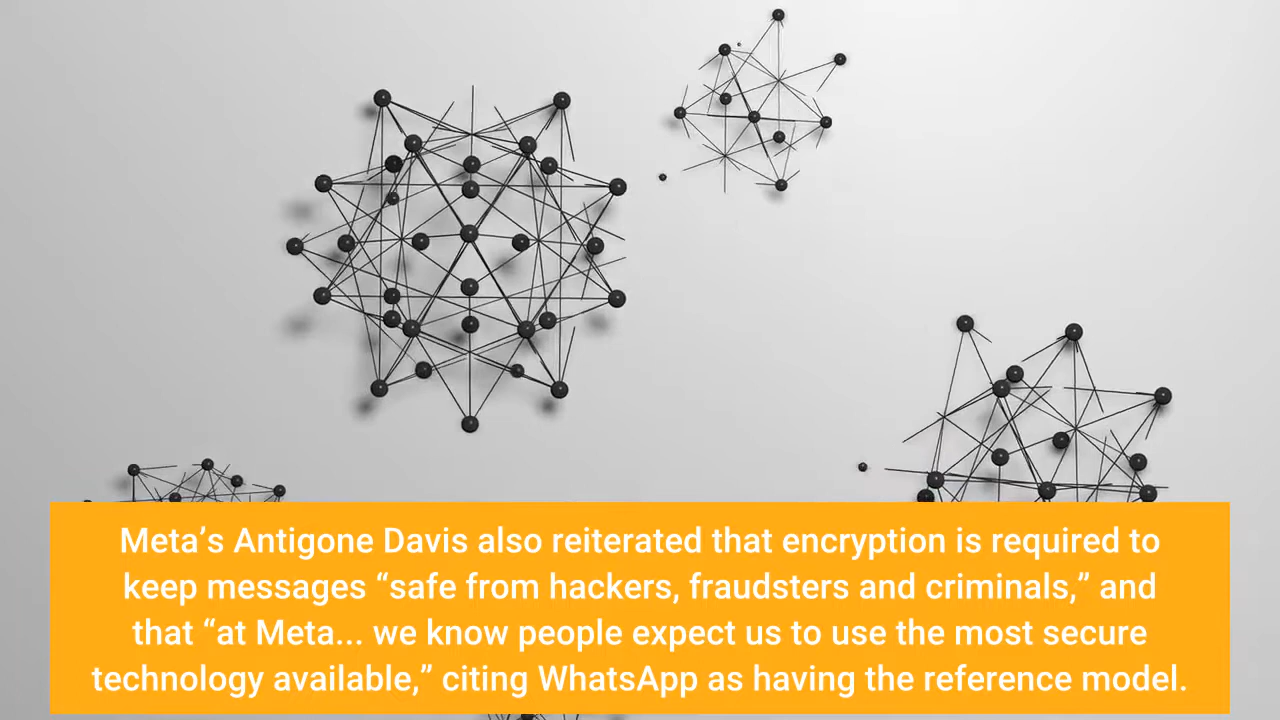 Meta’s Antigone Davis also reiterated that encryption is required to
keep messages “safe from hackers, fraudsters and criminals,” and
that “at Meta... we know people expect us to use the most secure
technology available,” citing WhatsApp as having the reference model.